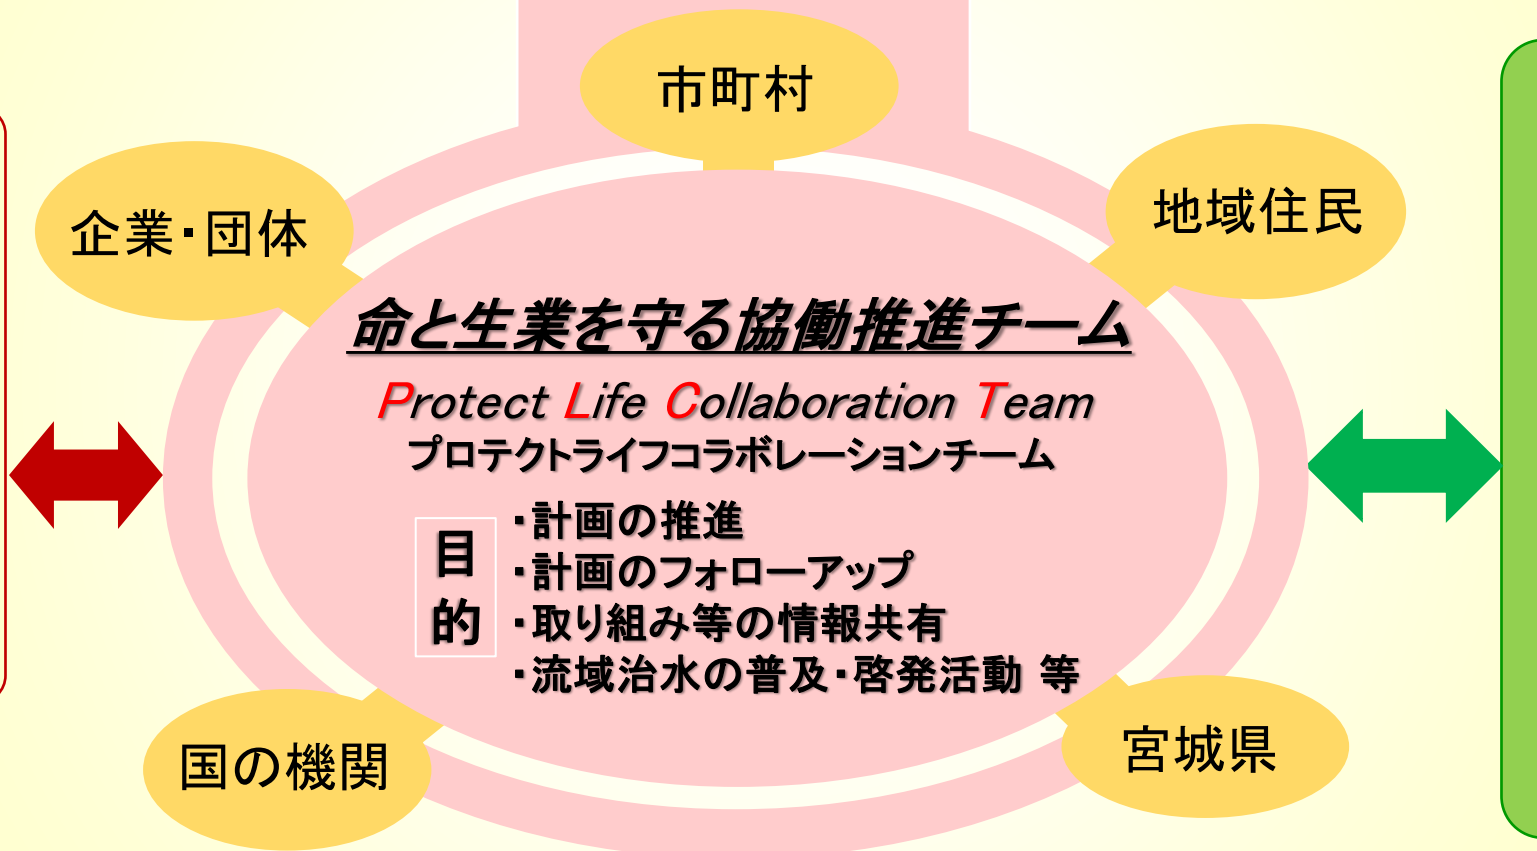 市町村
企業・団体
地域住民
命と生業を守る協働推進チーム
Protect Life Collaboration Team
プロテクトライフコラボレーションチーム
目的
・計画の推進
・計画のフォローアップ
・取り組み等の情報共有
・流域治水の普及・啓発活動 等
国の機関
宮城県